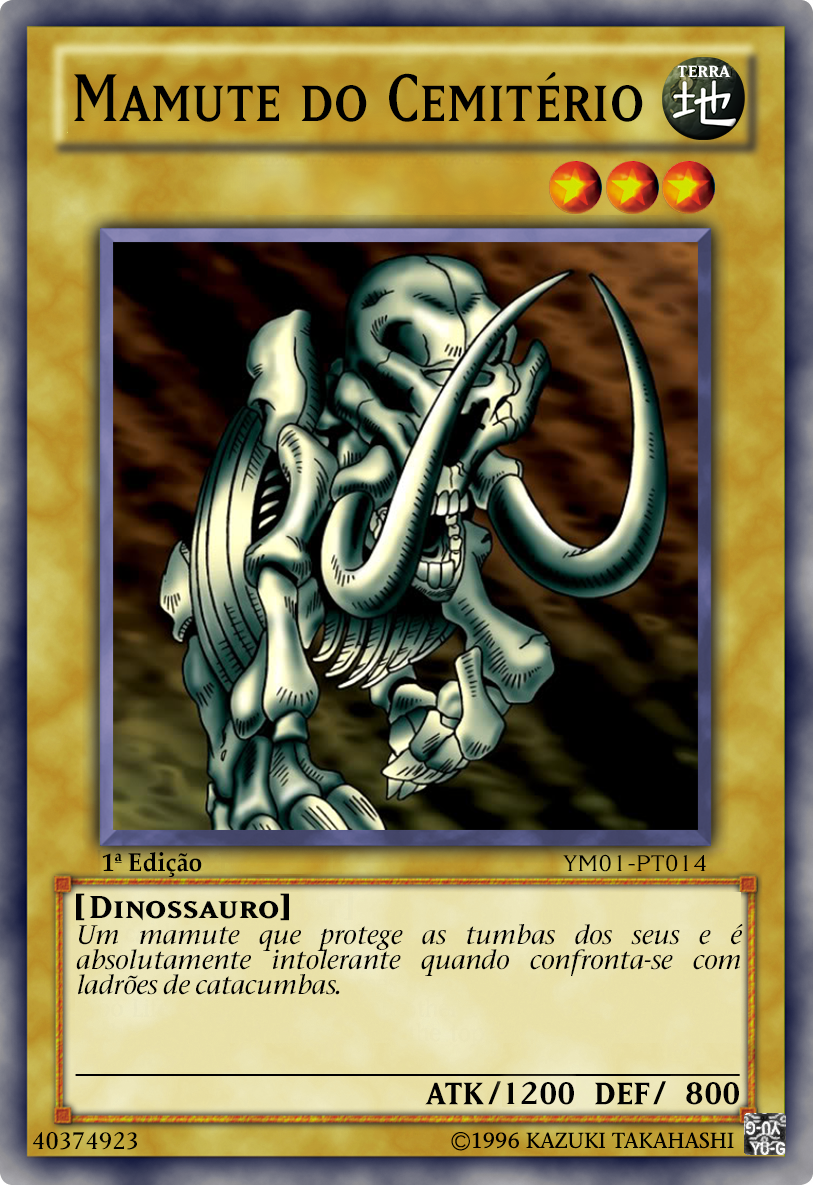 Mamute do Cemitério
TERRA
地
1ª Edição
YM01-PT014
[Dinossauro]
Um mamute que protege as tumbas dos seus e é
absolutamente intolerante quando confronta-se com
ladrões de catacumbas.
ATK/1200 DEF/ 800
40374923
©1996 KAZUKI TAKAHASHI